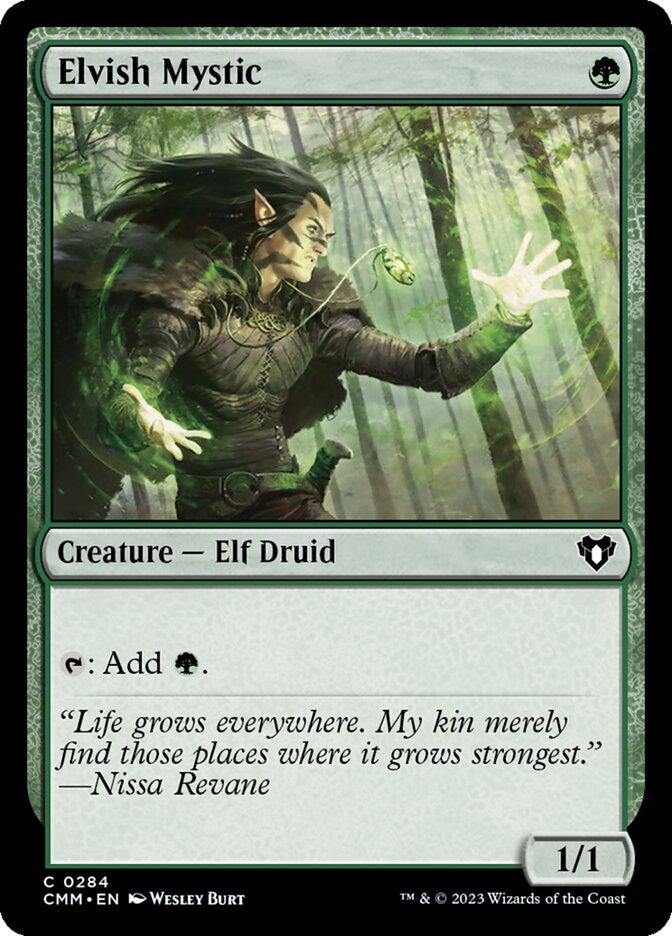 Elvish Mystic
Creature — Elf Druid
: Add .
“Life grows everywhere. My kin merely
find those places where it grows strongest.”
—Nissa Revane
1/1
C 0284
CMM • EN Wesley Burt
™ & © 2023 Wizards of the Coast